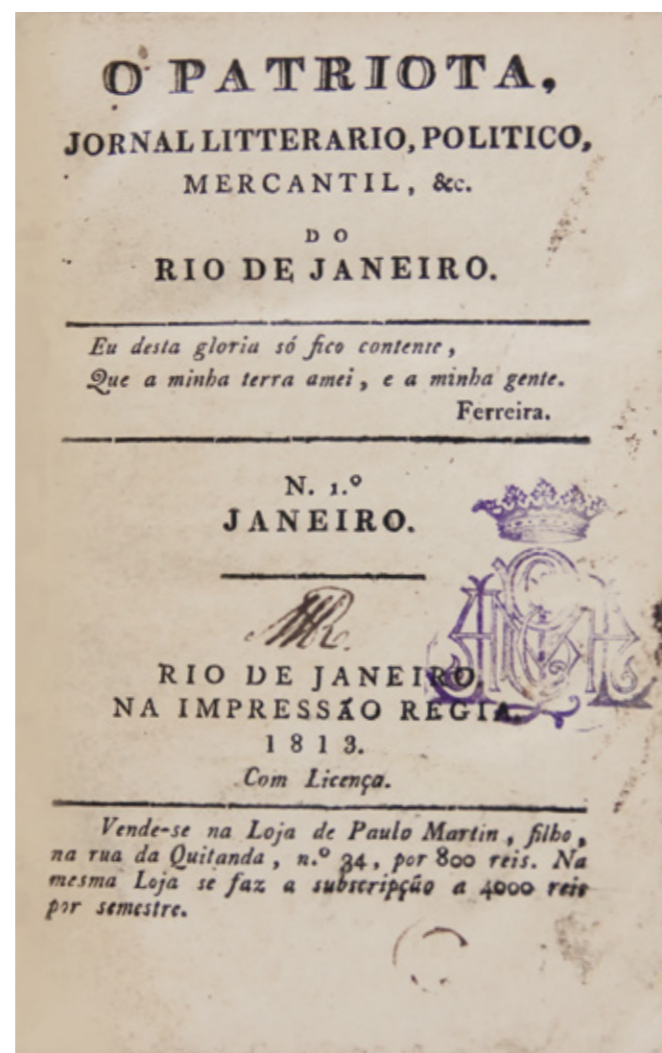 O PATRIOTA,
JORNAL LITTERARIO, POLITICO,
MERCANTIL, &c.
DO
RIO DE JANEIRO.
Eu desta gloria só fico contente,
Que a minha terra amei, e a minha gente.
Ferreira.
N. 1.º
JANEIRO.
RIO DE JANEIRO.
NA IMPRESSÃO REGIA.
1813.
Com Licença.
Vende-se na Loja de Paulo Martin, filho,
na rua da Quitanda, n.º 34, por 800 reis. Na
mesma Loja se faz a subscripção a 4000 reis
por semestre.